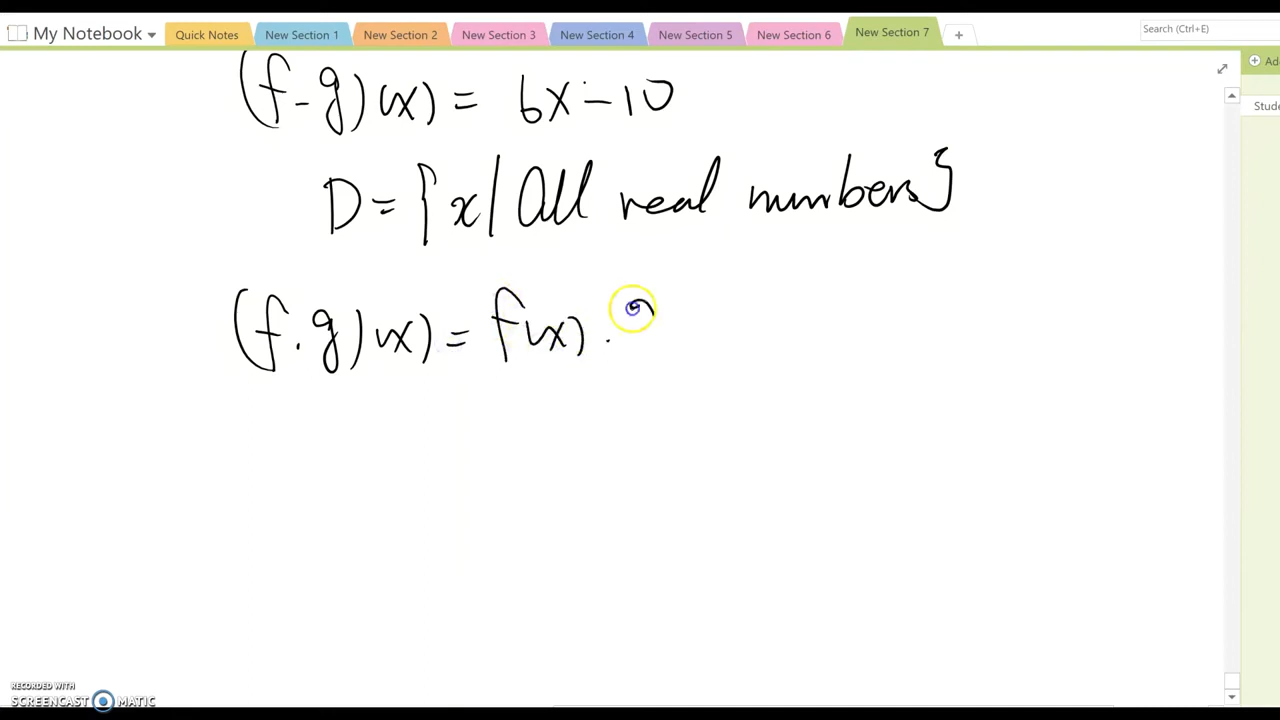 My Notebook
Quick Notes
New Section 1
New Section 2
New Section 3
New Section 4
New Section 5
New Section 6
New Section 7
+
Search (Ctrl+E)
Stude
(f-g)(x) = 6x-10
D={x|All real numbers}
(f.g)(x) = f(x).
RECORDED WITH
SCREENCAST MATIC